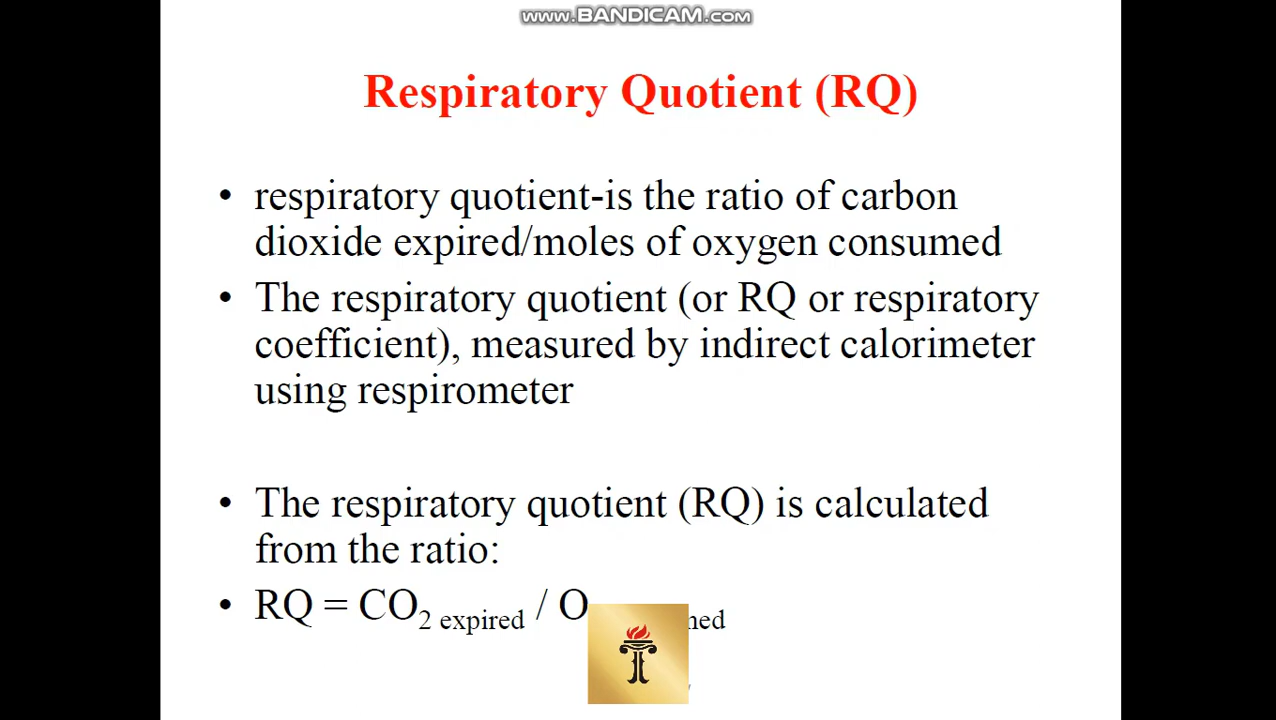 www.BANDICAM.com
Respiratory Quotient (RQ)
• respiratory quotient-is the ratio of carbon
dioxide expired/moles of oxygen consumed
• The respiratory quotient (or RQ or respiratory
coefficient), measured by indirect calorimeter
using respirometer
• The respiratory quotient (RQ) is calculated
from the ratio:
• RQ = CO2 expired / O